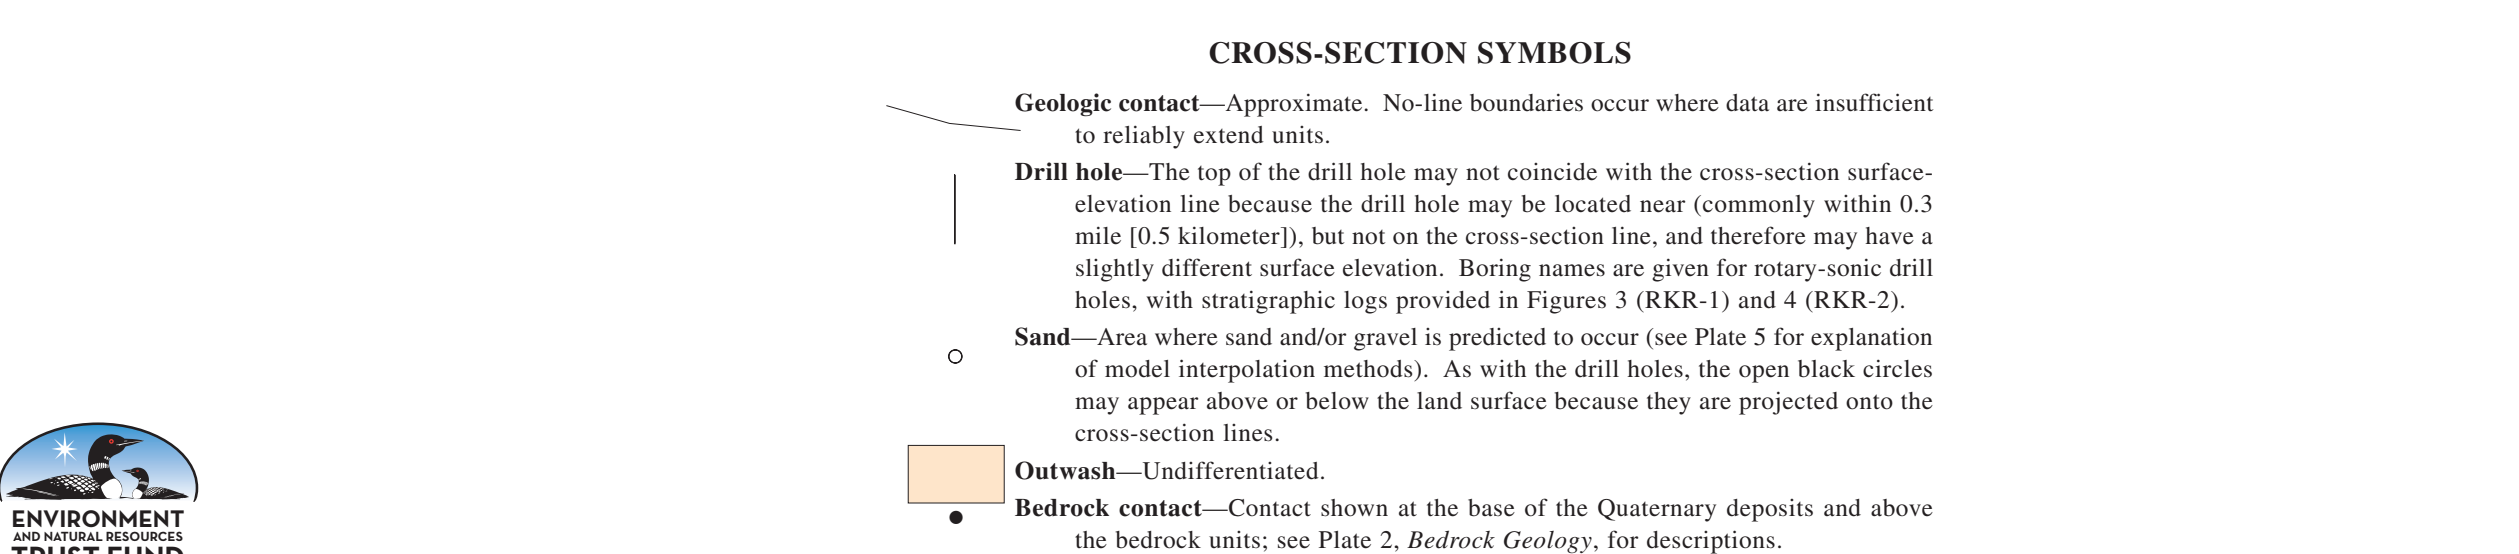 CROSS-SECTION SYMBOLS
Geologic contact—Approximate.  No-line boundaries occur where data are insufficient
to reliably extend units.
Drill hole—The top of the drill hole may not coincide with the cross-section surface-
elevation line because the drill hole may be located near (commonly within 0.3
mile [0.5 kilometer]), but not on the cross-section line, and therefore may have a
slightly different surface elevation.  Boring names are given for rotary-sonic drill
holes, with stratigraphic logs provided in Figures 3 (RKR-1) and 4 (RKR-2).
Sand—Area where sand and/or gravel is predicted to occur (see Plate 5 for explanation
of model interpolation methods).  As with the drill holes, the open black circles
may appear above or below the land surface because they are projected onto the
cross-section lines.
Outwash—Undifferentiated.
Bedrock contact—Contact shown at the base of the Quaternary deposits and above
the bedrock units; see Plate 2, Bedrock Geology, for descriptions.
ENVIRONMENT
AND NATURAL RESOURCES
TRUST FUND